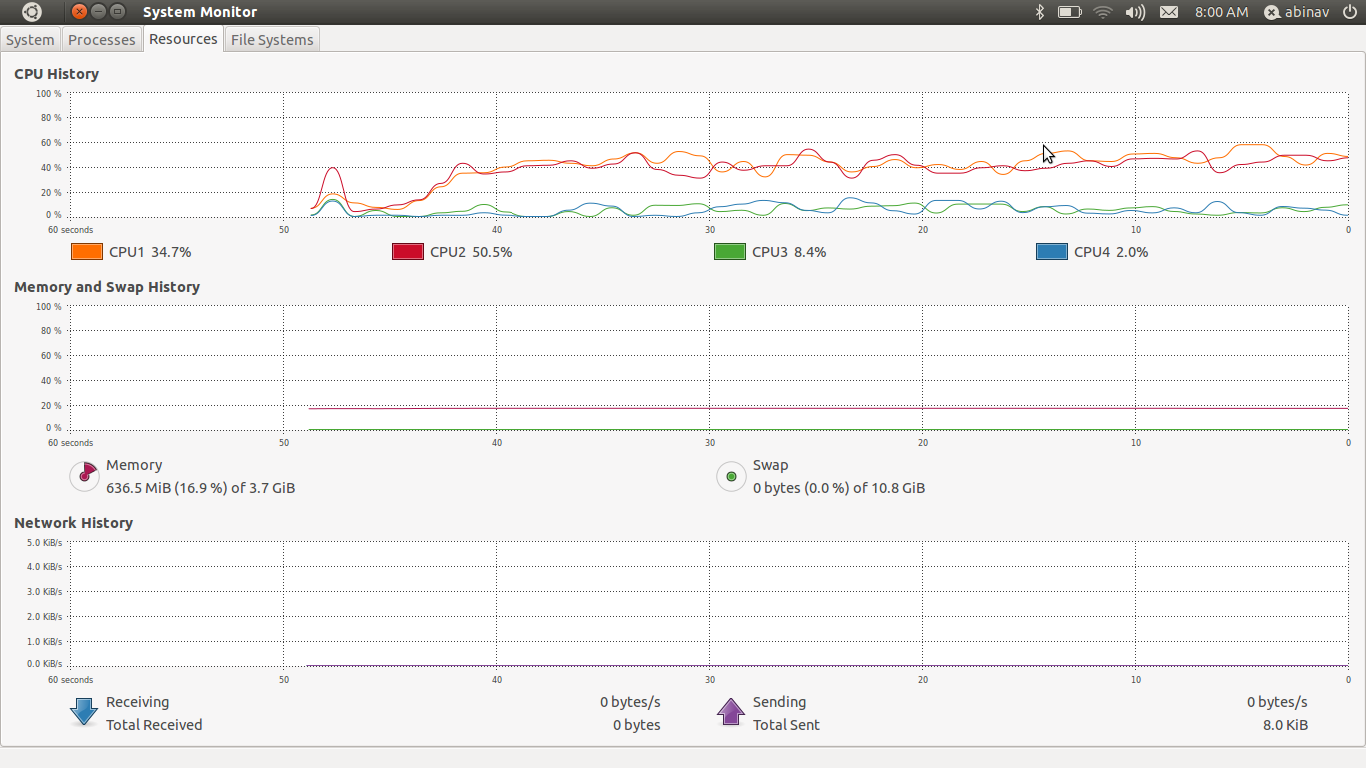 System Monitor 8:00 AM abinav
System Processes Resources File Systems
CPU History
100 %
80 %
60 %
40 %
20 %
0 %
60 seconds 50 40 30 20 10 0
CPU1 34.7% CPU2 50.5% CPU3 8.4% CPU4 2.0%
Memory and Swap History
100 %
80 %
60 %
40 %
20 %
0 %
60 seconds 50 40 30 20 10 0
Memory Swap
636.5 MiB (16.9 %) of 3.7 GiB 0 bytes (0.0 %) of 10.8 GiB
Network History
5.0 KiB/s
4.0 KiB/s
3.0 KiB/s
2.0 KiB/s
1.0 KiB/s
0.0 KiB/s
60 seconds 50 40 30 20 10 0
Receiving 0 bytes/s Sending 0 bytes/s
Total Received 0 bytes Total Sent 8.0 KiB